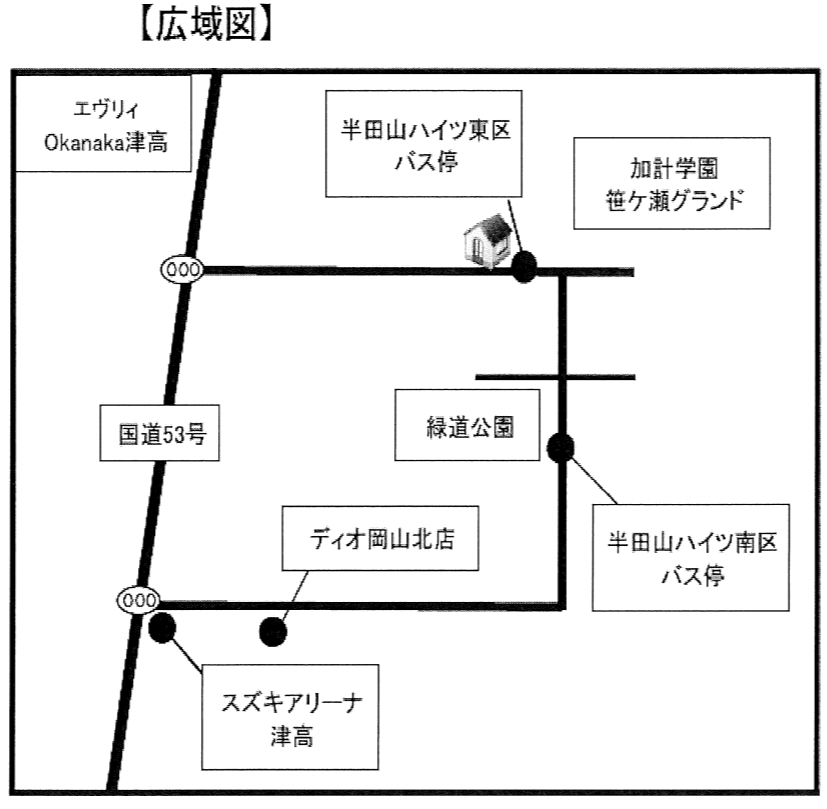 【広域図】
エヴリィ
Okanaka津高
半田山ハイツ東区
バス停
加計学園
笹ケ瀬グランド
国道53号
緑道公園
ディオ岡山北店
半田山ハイツ南区
バス停
スズキアリーナ
津高